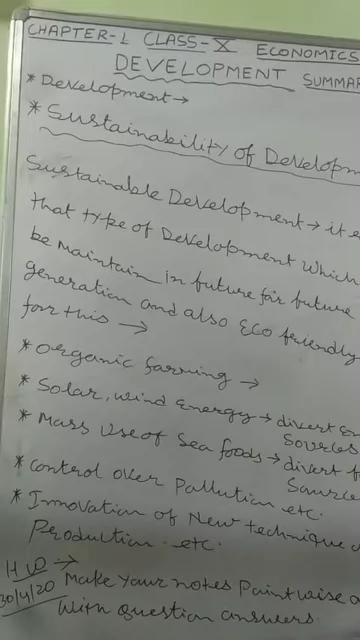 CHAPTER-1 CLASS-X ECONOMICS
DEVELOPMENT SUMMAR
* Development →
* Sustainability of Developm
Sustainable Development → it e
that type of Development which
be Maintain in future for future
generation and also Eco friendly
for this →
* Organic farming →
* Solar, wind Energy → divert En
Sources
* Mass Use of Sea foods → divert f
Source
* Control over Pollution etc.
* Innovation of New technique o
Production. etc.
H W →
30/4/20 Make Your notes Pointwise a
With question answers.